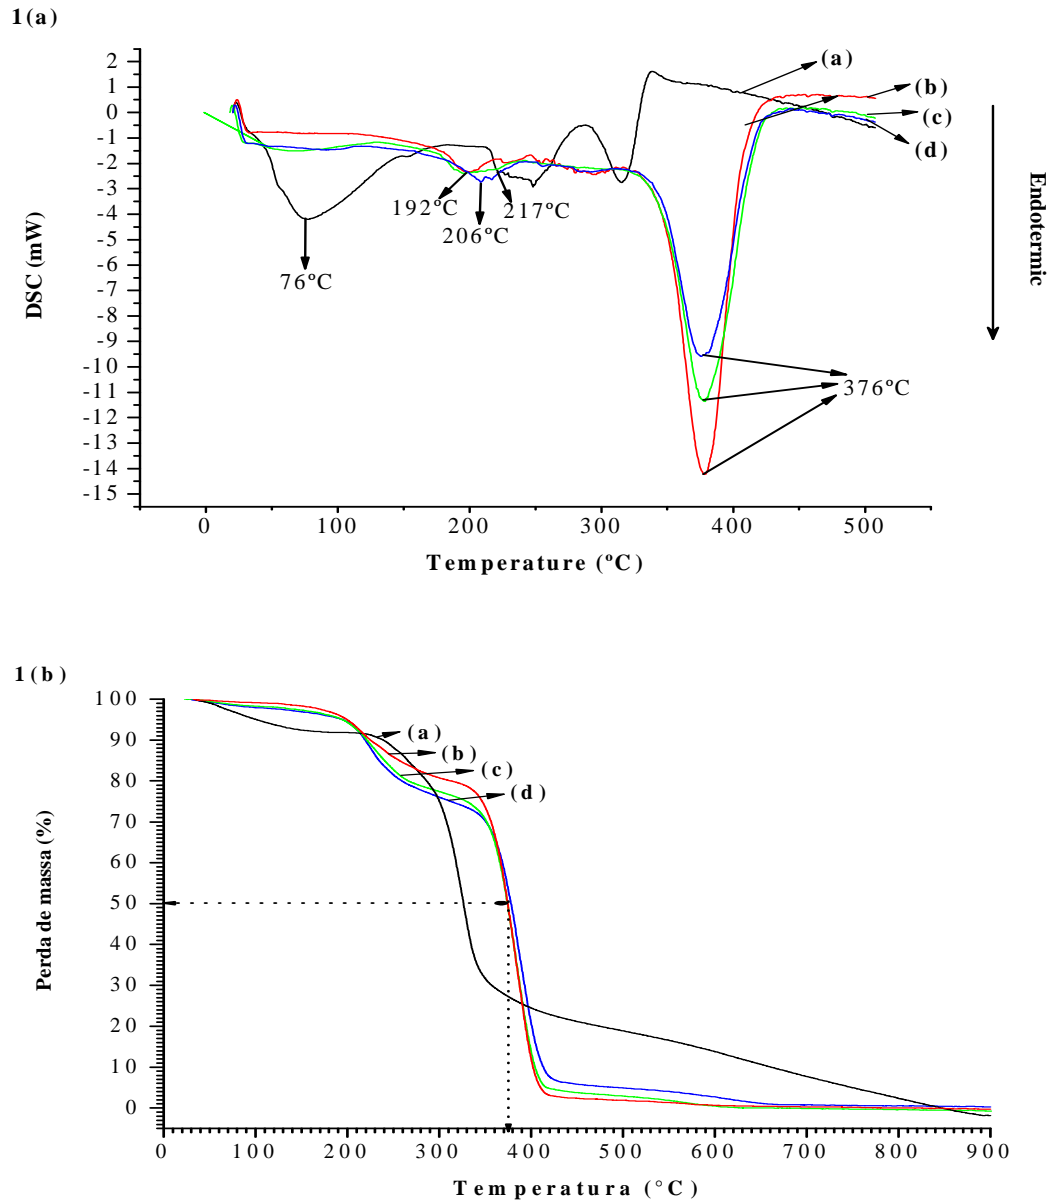 1(a)
2
1
0
-1
-2
-3
-4
-5
-6
-7
-8
-9
-10
-11
-12
-13
-14
-15
DSC (mW)
(a)
(b)
(c)
(d)
192ºC
217ºC
206ºC
76ºC
376ºC
Endotermic
0 100 200 300 400 500
Temperature (ºC)
1(b)
100
90
80
70
60
50
40
30
20
10
0
Perda de massa (%)
(a)
(b)
(c)
(d)
0 100 200 300 400 500 600 700 800 900
Temperatura (°C)